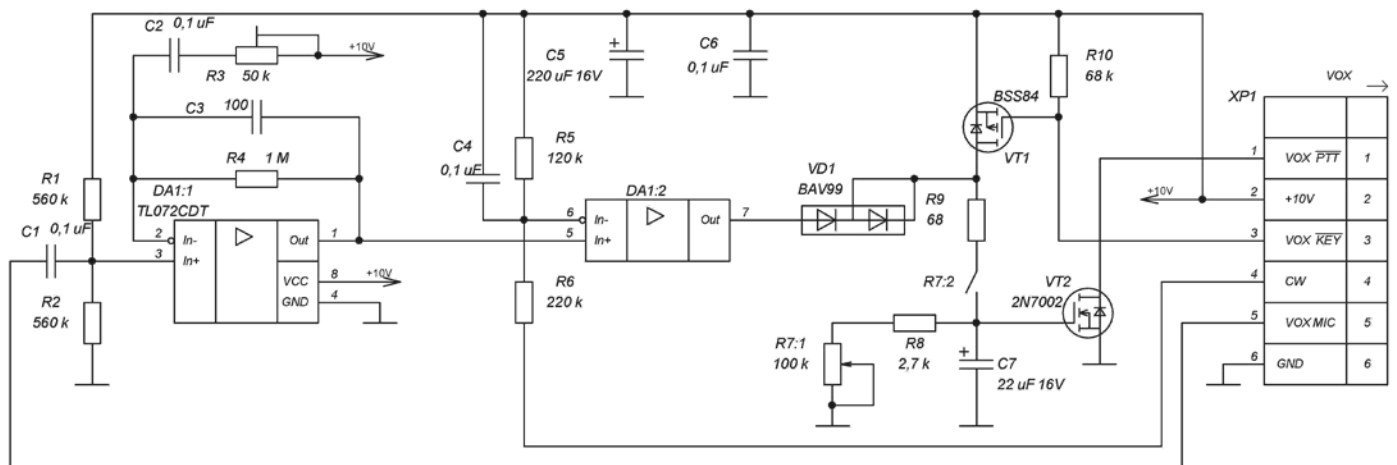 C2
0,1 uF
+10V
R3
50 k
C3
100
R4
1 M
R1
560 k
DA1:1
TL072CDT
C1
0,1 uF
2
In-
3
In+
Out
1
VCC
8
+10V
GND
4
R2
560 k
C5
220 uF 16V
C6
0,1 uF
C4
0,1 uF
R5
120 k
DA1:2
6
In-
5
In+
Out
7
R6
220 k
VD1
BAV99
BSS84
VT1
R10
68 k
R9
68
R7:2
VT2
2N7002
R7:1
100 k
R8
2,7 k
C7
22 uF 16V
VOX
XP1
1
VOX PTT
1
+10V
2
+10V
2
3
VOX KEY
3
4
CW
4
5
VOX MIC
5
6
GND
6